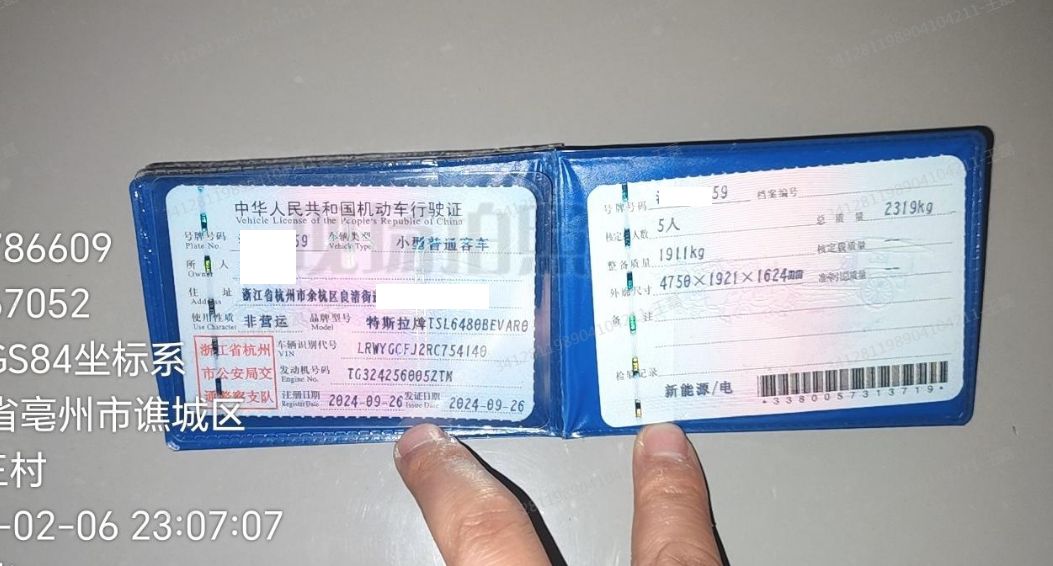 中华人民共和国机动车行驶证
Vehicle License of the People's Republic of China
号牌号码 59 车辆类型 小型普通客车
Plate No. Vehicle Type
所 人
Owner
住 址 浙江省杭州市余杭区良渚街道
Address
使用性质 非营运 品牌型号 特斯拉牌TSL6480BEVAR0
Use Character Model
浙江省杭州
市公安局交
通警察支队
车辆识别代号 LRWYGCFJ2RC754140
VIN
发动机号码 TG324256005ZTM
Engine No.
注册日期 2024-09-26 发证日期 2024-09-26
Register Date Issue Date
号牌号码 59 档案编号
核定人数 5人 总 质 量 2319kg
整备质量 1911kg 核定载质量
外廓尺寸 4750×1921×1624mm 准牵引总质量
备 注
检验记录
新能源/电
*3380057313719*
786609
67052
GS84坐标系
省亳州市谯城区
王村
-02-06 23:07:07
341281198904104211-王